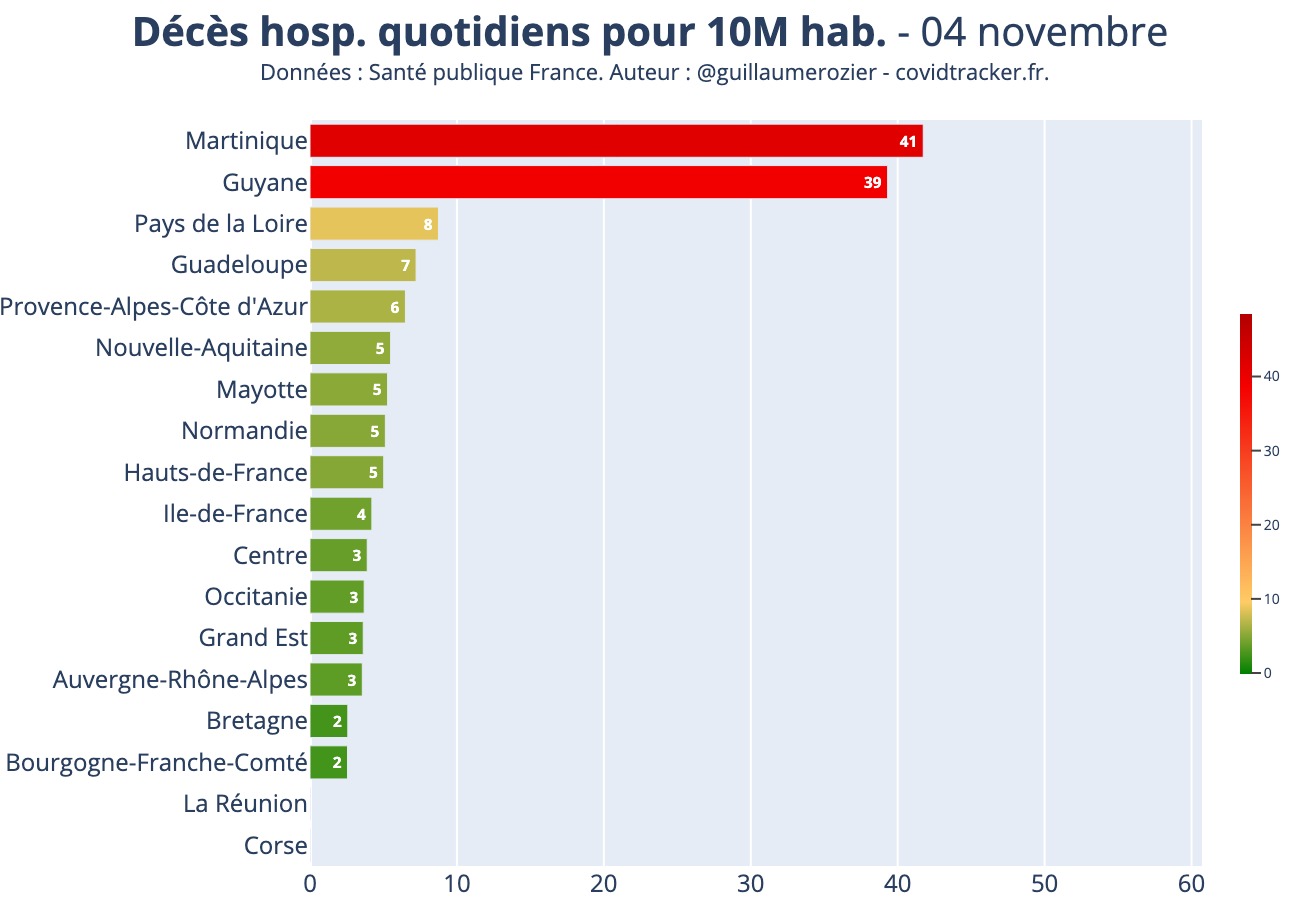 Décès hosp. quotidiens pour 10M hab. - 04 novembre
Données : Santé publique France. Auteur : @guillaumerozier - covidtracker.fr.
Martinique 41
Guyane 39
Pays de la Loire 8
Guadeloupe 7
Provence-Alpes-Côte d'Azur 6
Nouvelle-Aquitaine 5
Mayotte 5
Normandie 5
Hauts-de-France 5
Ile-de-France 4
Centre 3
Occitanie 3
Grand Est 3
Auvergne-Rhône-Alpes 3
Bretagne 2
Bourgogne-Franche-Comté 2
La Réunion
Corse
0 10 20 30 40 50 60
40
30
20
10
0